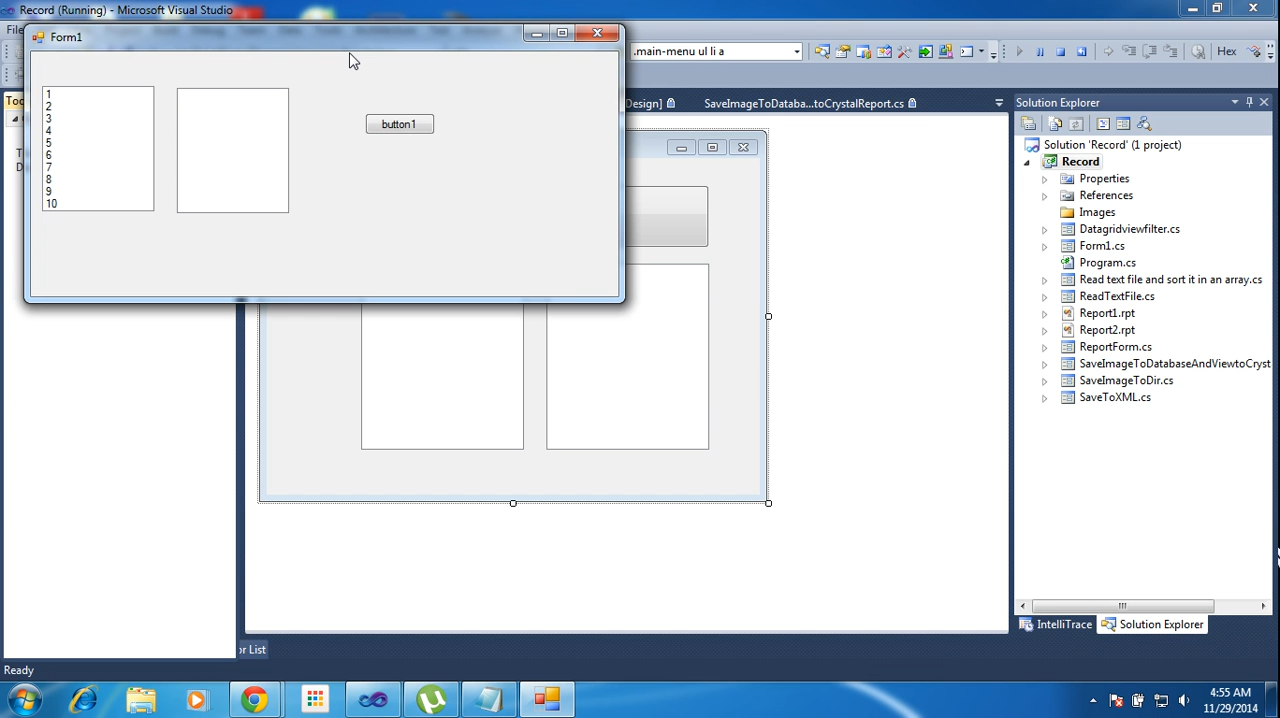 Record (Running) - Microsoft Visual Studio
Fil
Form1
.main-menu ul li a
Hex
Too
Design]
SaveImageToDataba...toCrystalReport.cs
Solution Explorer
1
2
3
4
5
6
7
8
9
10
button1
Solution 'Record' (1 project)
Record
Properties
References
Images
Datagridviewfilter.cs
Form1.cs
Program.cs
Read text file and sort it in an array.cs
ReadTextFile.cs
Report1.rpt
Report2.rpt
ReportForm.cs
SaveImageToDatabaseAndViewtoCryst
SaveImageToDir.cs
SaveToXML.cs
T
D
IntelliTrace
Solution Explorer
or List
Ready
4:55 AM
11/29/2014